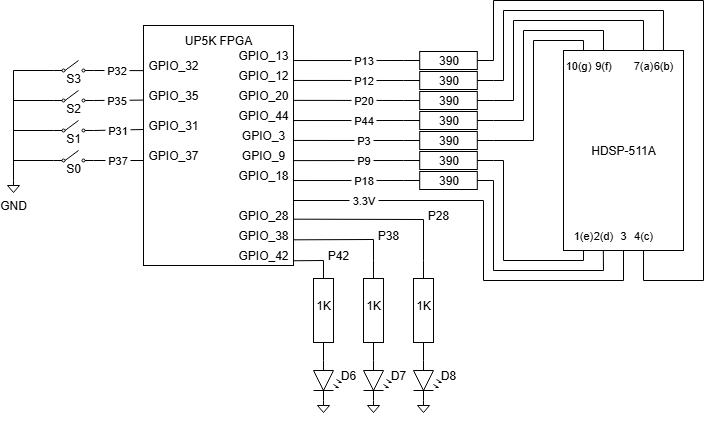 UP5K FPGA
GPIO_13 P13 390
S3 P32 GPIO_32
GPIO_12 P12 390
S2 P35 GPIO_35
GPIO_20 P20 390
GPIO_44 P44 390
S1 P31 GPIO_31
GPIO_3 P3 390
S0 P37 GPIO_37
GPIO_9 P9 390
GPIO_18 P18 390
3.3V
GND
GPIO_28 P28
GPIO_38 P38
GPIO_42 P42
10(g) 9(f) 7(a) 6(b)
HDSP-511A
1(e) 2(d) 3 4(c)
1K 1K 1K
D6 D7 D8